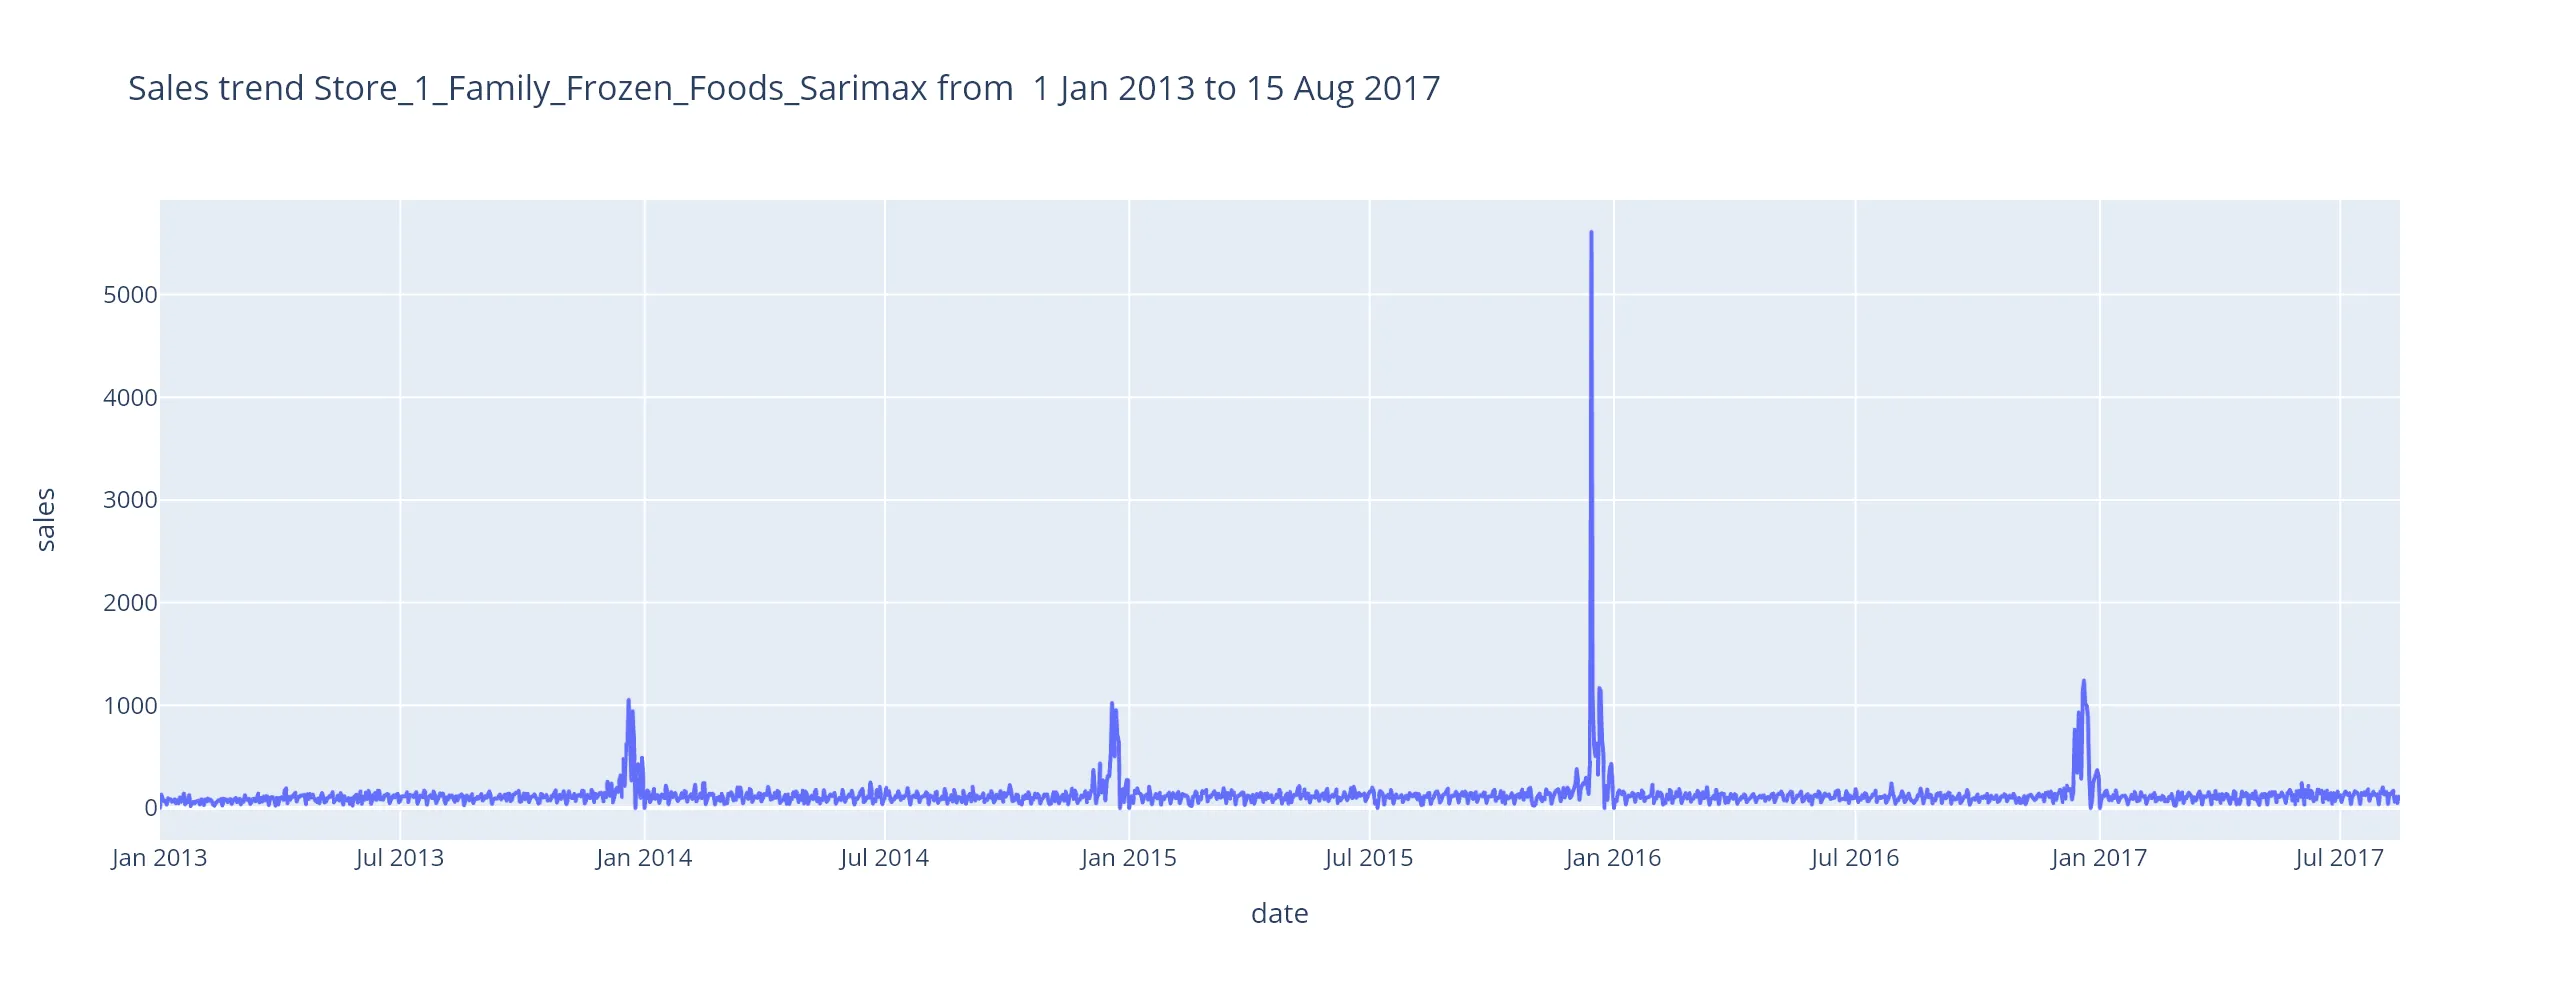 Sales trend Store_1_Family_Frozen_Foods_Sarimax from  1 Jan 2013 to 15 Aug 2017
sales
5000
4000
3000
2000
1000
0
Jan 2013 Jul 2013 Jan 2014 Jul 2014 Jan 2015 Jul 2015 Jan 2016 Jul 2016 Jan 2017 Jul 2017
date